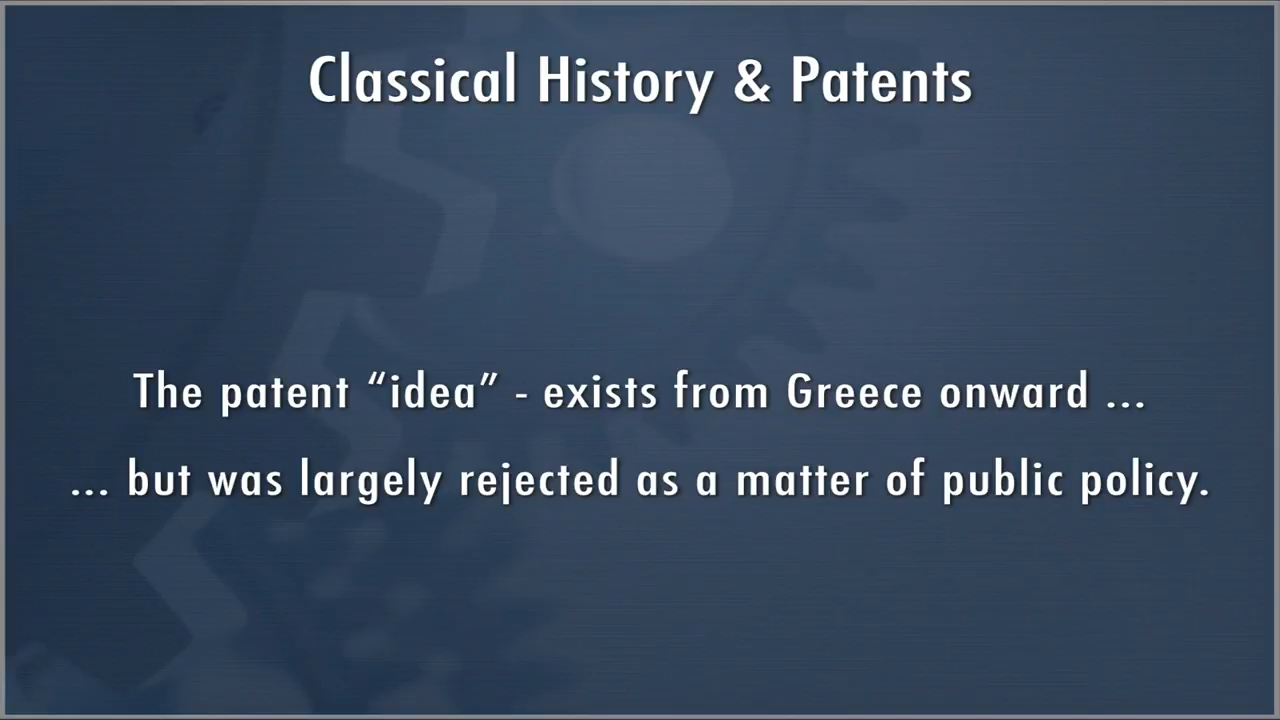 Classical History & Patents
The patent “idea” - exists from Greece onward ...
... but was largely rejected as a matter of public policy.